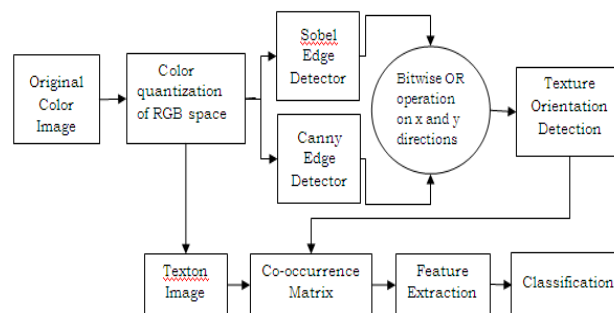 Original
Color
Image
Color
quantization
of RGB space
Sobel
Edge
Detector
Canny
Edge
Detector
Bitwise OR
operation
on x and y
directions
Texture
Orientation
Detection
Texton
Image
Co-occurrence
Matrix
Feature
Extraction
Classification